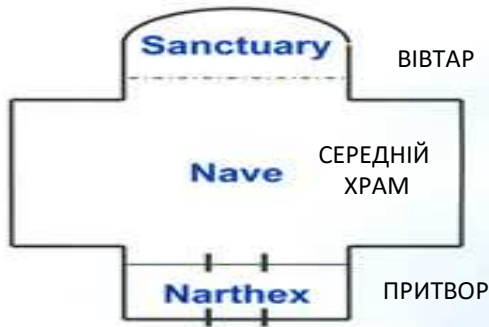 Sanctuary
ВІВТАР
Nave
СЕРЕДНІЙ
ХРАМ
Narthex
ПРИТВОР